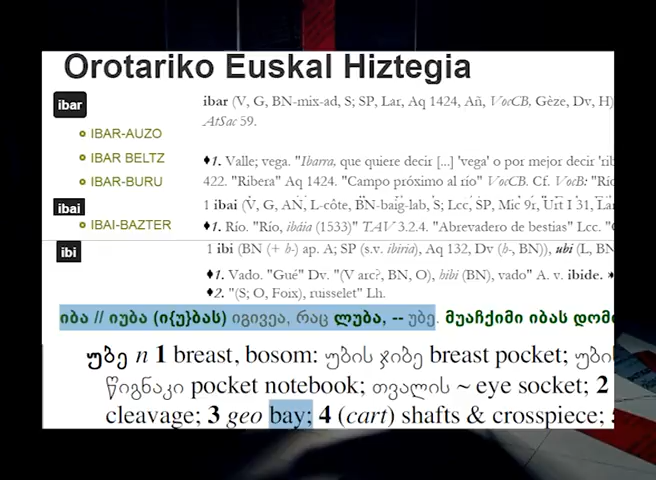 Orotariko Euskal Hiztegia
ibar
ibar (V, G, BN-mix-ad, S; SP, Lar, Aq 1424, Añ, VocCB, Gèze, Dv, H)
AtSac 59.
IBAR-AUZO
IBAR BELTZ
♦1. Valle; vega. "Ibarra, que quiere decir [...] 'vega' o por mejor decir 'rib
IBAR-BURU
422. "Ribera" Aq 1424. "Campo próximo al río" VocCB. Cf. VocB: "Rio
ibai
1 ibai (V, G, AN, L-côte, BN-baig-lab, S; Lcc, SP, Mic 9r, Urt I 31, Lar
IBAI-BAZTER
♦1. Río. "Río, ibáia (1533)" TAV 3.2.4. "Abrevadero de bestias" Lcc.
ibi
1 ibi (BN (+ h-) ap. A; SP (s.v. ibiria), Aq 132, Dv (h-, BN)), ubi (L, BN
♦1. Vado. "Gué" Dv. "(V arc?, BN, O), hibi (BN), vado" A. v. ibide.
♦2. "(S; O, Foix), ruisselet" Lh.
იბა // იუბა (ი{უ}ბას) იგივეა, რაც ლუბა, -- უბე. მუაჩქიმი იბას დომი
უბე n 1 breast, bosom: უბის ჯიბე breast pocket; უბი
წიგნაკი pocket notebook; თვალის ~ eye socket; 2
cleavage; 3 geo bay; 4 (cart) shafts & crosspiece;